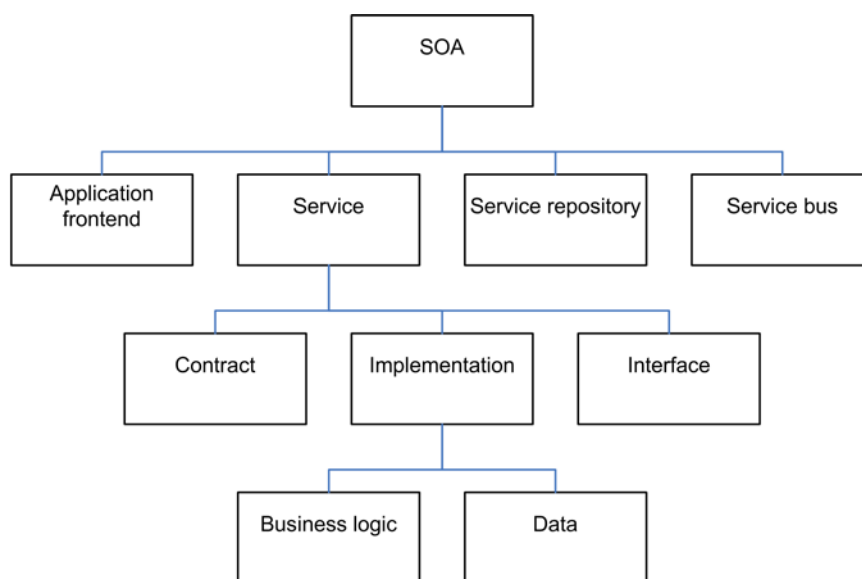 SOA
Application
frontend
Service
Service repository
Service bus
Contract
Implementation
Interface
Business logic
Data